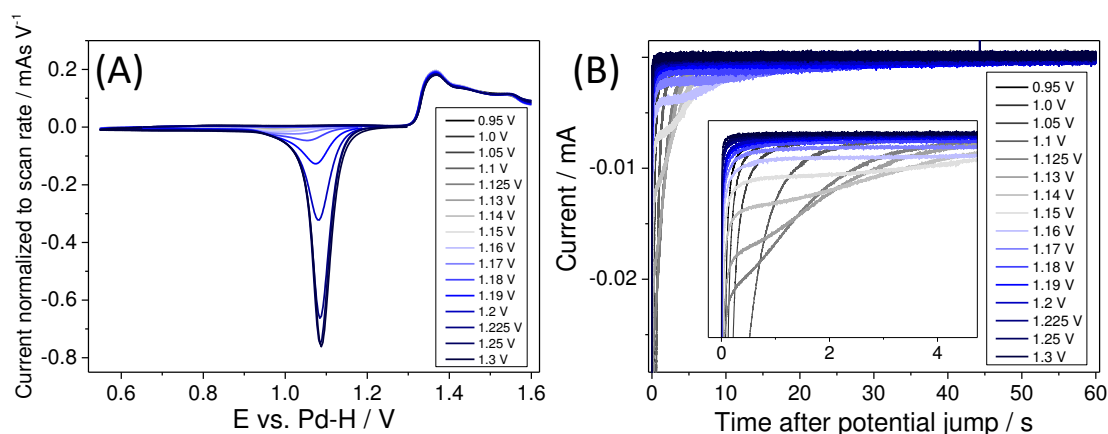 (A)
Current normalized to scan rate / mAs V⁻¹
0.2
0.0
-0.2
-0.4
-0.6
-0.8
0.6
0.8
1.0
1.2
1.4
1.6
E vs. Pd-H / V
0.95 V
1.0 V
1.05 V
1.1 V
1.125 V
1.13 V
1.14 V
1.15 V
1.16 V
1.17 V
1.18 V
1.19 V
1.2 V
1.225 V
1.25 V
1.3 V
(B)
Current / mA
-0.01
-0.02
0
10
20
30
40
50
60
Time after potential jump / s
0
2
4
0.95 V
1.0 V
1.05 V
1.1 V
1.125 V
1.13 V
1.14 V
1.15 V
1.16 V
1.17 V
1.18 V
1.19 V
1.2 V
1.225 V
1.25 V
1.3 V